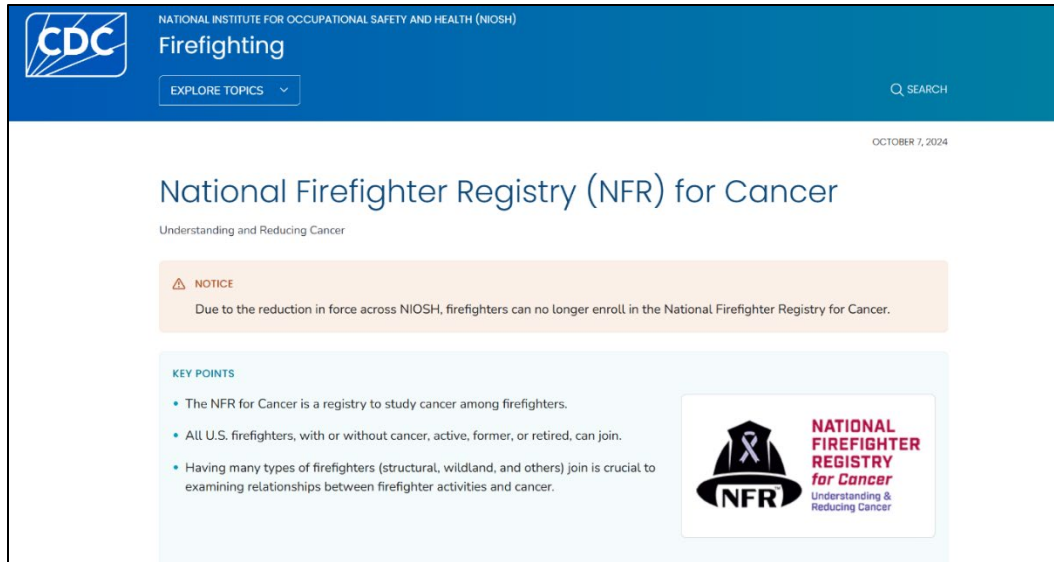 CDC
NATIONAL INSTITUTE FOR OCCUPATIONAL SAFETY AND HEALTH (NIOSH)
Firefighting
EXPLORE TOPICS
SEARCH
OCTOBER 7, 2024
National Firefighter Registry (NFR) for Cancer
Understanding and Reducing Cancer
NOTICE
Due to the reduction in force across NIOSH, firefighters can no longer enroll in the National Firefighter Registry for Cancer.
KEY POINTS
• The NFR for Cancer is a registry to study cancer among firefighters.
• All U.S. firefighters, with or without cancer, active, former, or retired, can join.
• Having many types of firefighters (structural, wildland, and others) join is crucial to
examining relationships between firefighter activities and cancer.
NFR™
NATIONAL
FIREFIGHTER
REGISTRY
for Cancer
Understanding &
Reducing Cancer